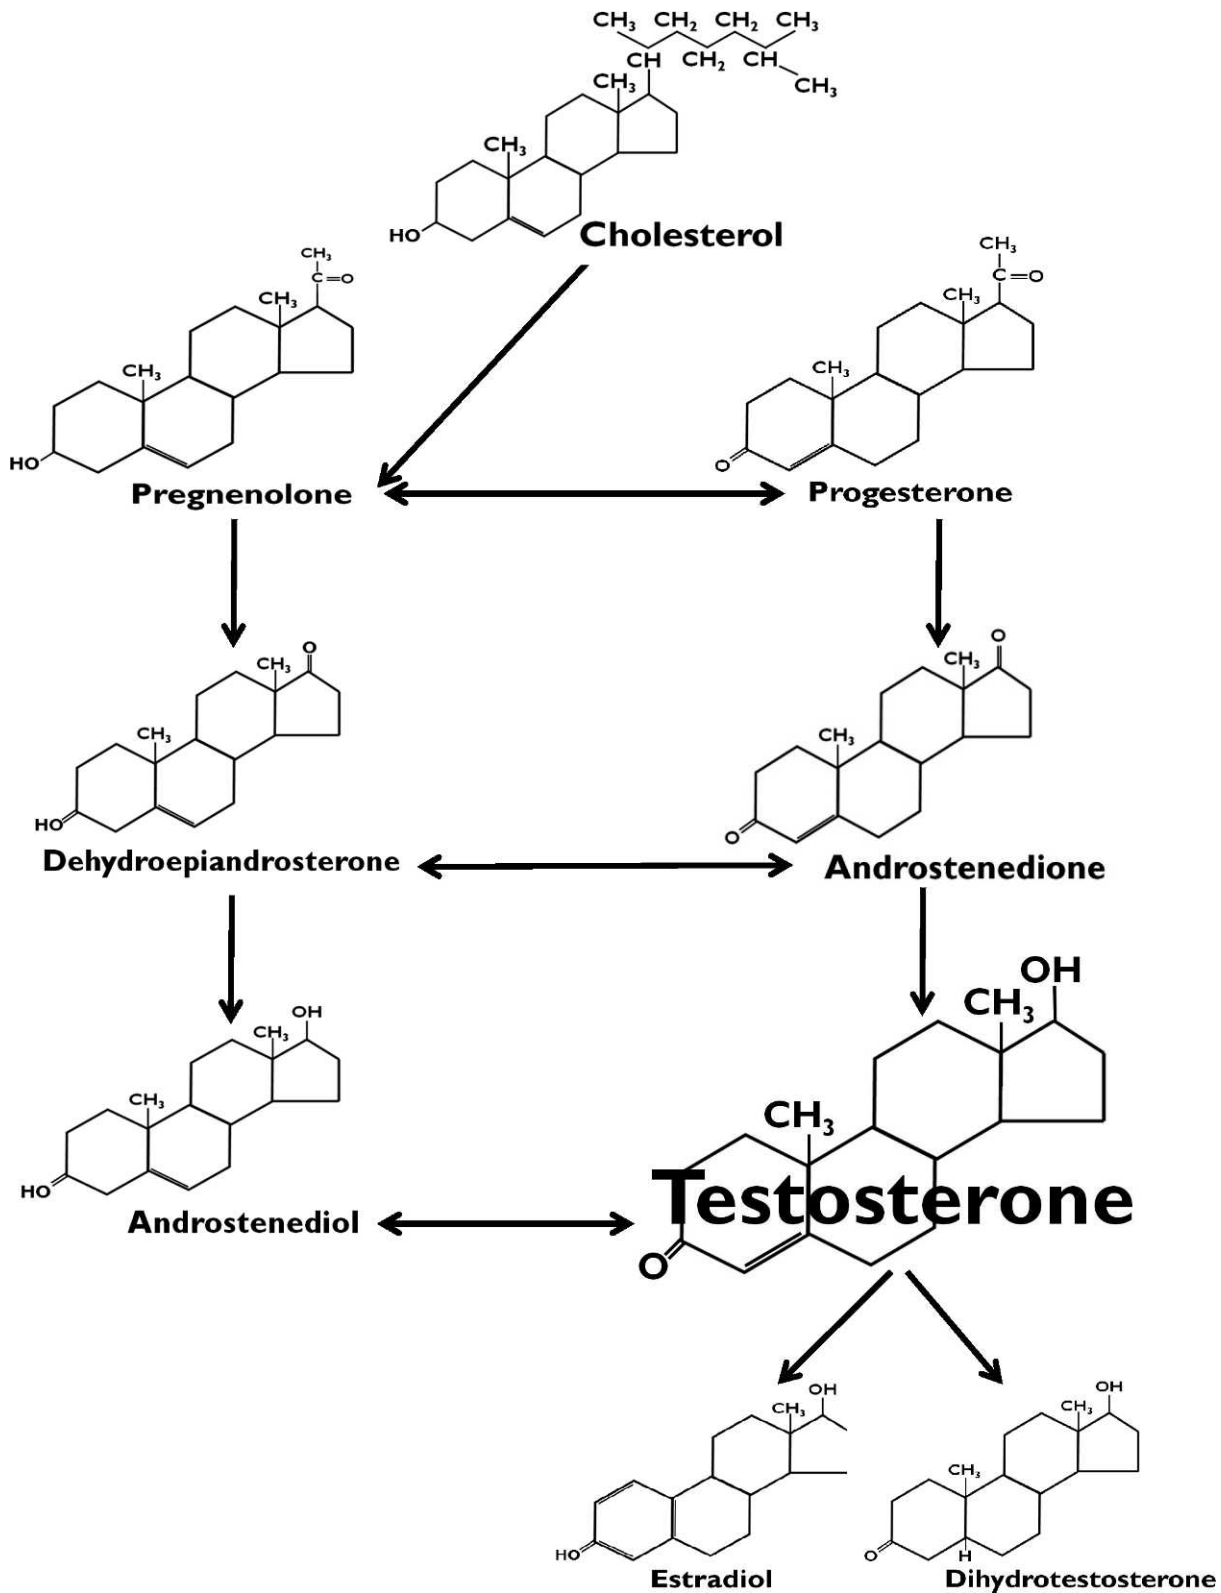 CH₃ CH₂ CH₂ CH₃
CH CH₂ CH
CH₃
CH₃
CH₃
HO
Cholesterol
CH₃
C=O
CH₃
CH₃
HO
Pregnenolone
CH₃
C=O
CH₃
CH₃
O
Progesterone
O
CH₃
CH₃
HO
Dehydroepiandrosterone
O
CH₃
CH₃
O
Androstenedione
OH
CH₃
CH₃
HO
Androstenediol
OH
CH₃
CH₃
Testosterone
O
OH
CH₃
HO
Estradiol
OH
CH₃
CH₃
O
H
Dihydrotestosterone